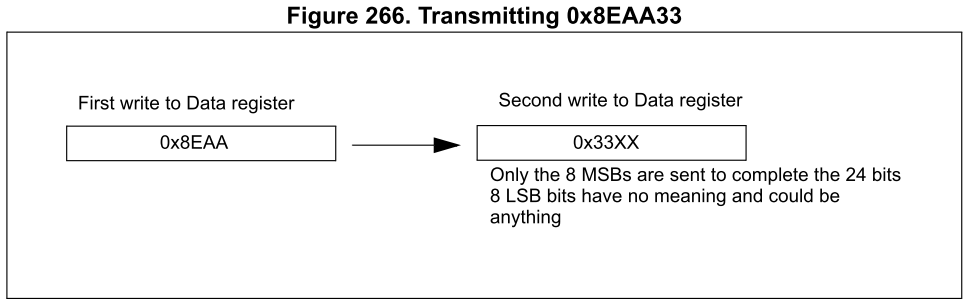 Figure 266. Transmitting 0x8EAA33
First write to Data register
0x8EAA
Second write to Data register
0x33XX
Only the 8 MSBs are sent to complete the 24 bits
8 LSB bits have no meaning and could be
anything